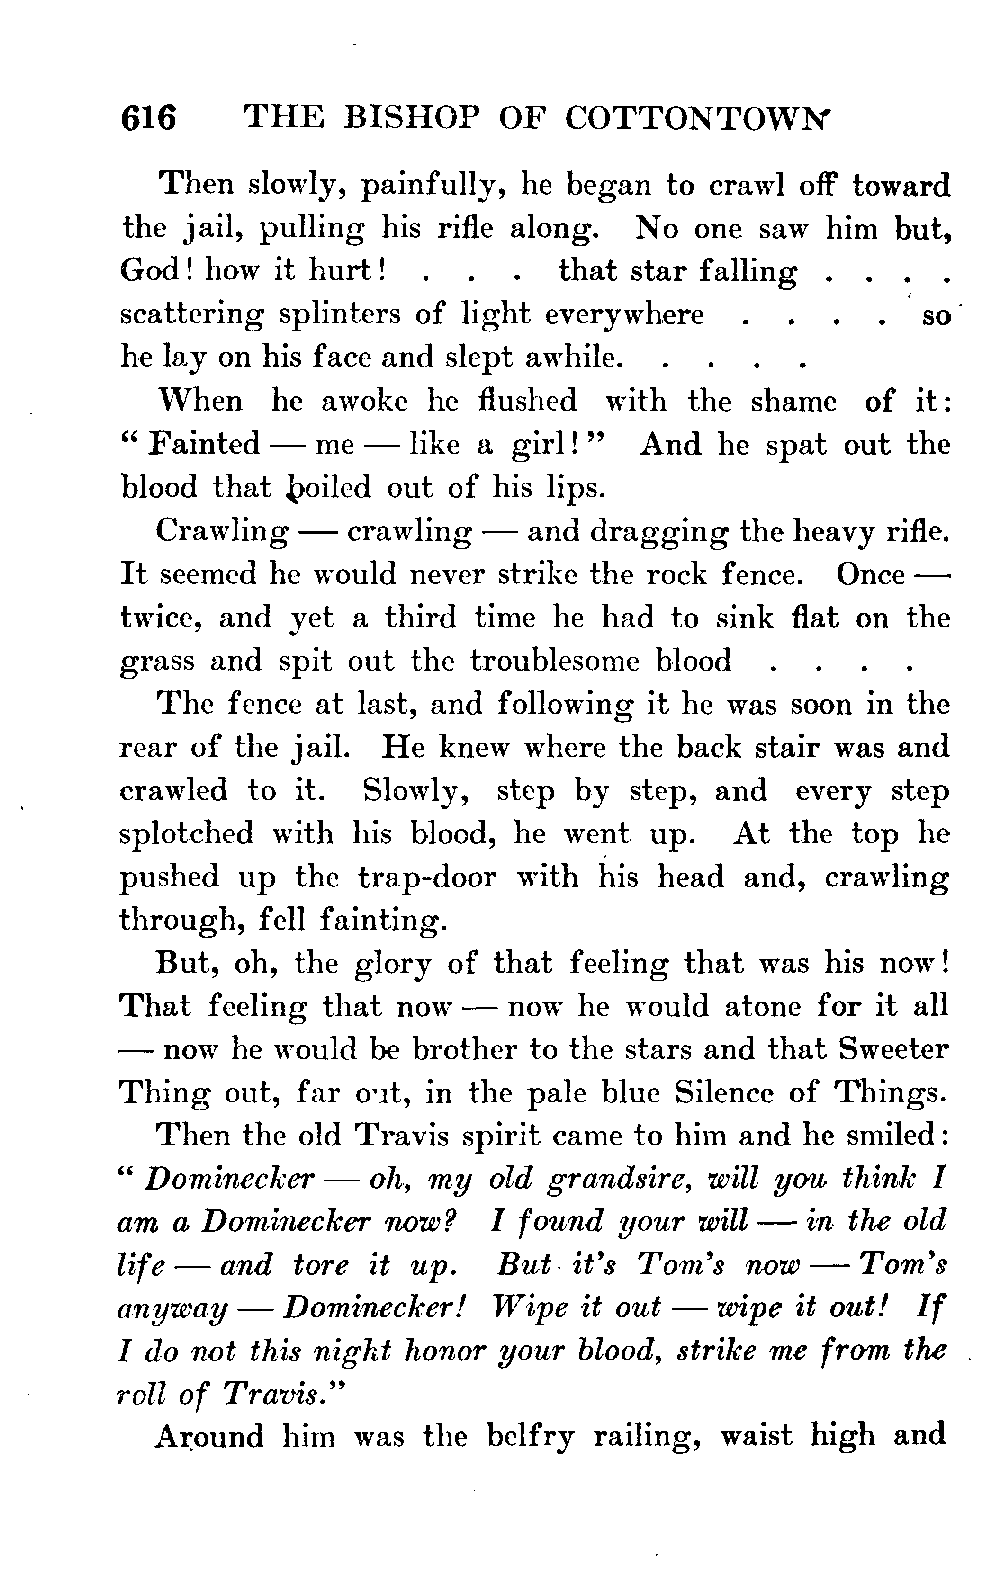 616 THE BISHOP OF COTTONTOWN
Then slowly, painfully, he began to crawl off toward
the jail, pulling his rifle along. No one saw him but,
God! how it hurt! . . . that star falling . . . .
scattering splinters of light everywhere . . . . so
he lay on his face and slept awhile. . . . .
When he awoke he flushed with the shame of it:
“ Fainted — me — like a girl! ” And he spat out the
blood that boiled out of his lips.
Crawling — crawling — and dragging the heavy rifle.
It seemed he would never strike the rock fence. Once —
twice, and yet a third time he had to sink flat on the
grass and spit out the troublesome blood . . . .
The fence at last, and following it he was soon in the
rear of the jail. He knew where the back stair was and
crawled to it. Slowly, step by step, and every step
splotched with his blood, he went up. At the top he
pushed up the trap-door with his head and, crawling
through, fell fainting.
But, oh, the glory of that feeling that was his now!
That feeling that now — now he would atone for it all
— now he would be brother to the stars and that Sweeter
Thing out, far out, in the pale blue Silence of Things.
Then the old Travis spirit came to him and he smiled:
“ Dominecker — oh, my old grandsire, will you think I
am a Dominecker now? I found your will — in the old
life — and tore it up. But it's Tom's now — Tom's
anyway — Dominecker! Wipe it out — wipe it out! If
I do not this night honor your blood, strike me from the
roll of Travis.”
Around him was the belfry railing, waist high and